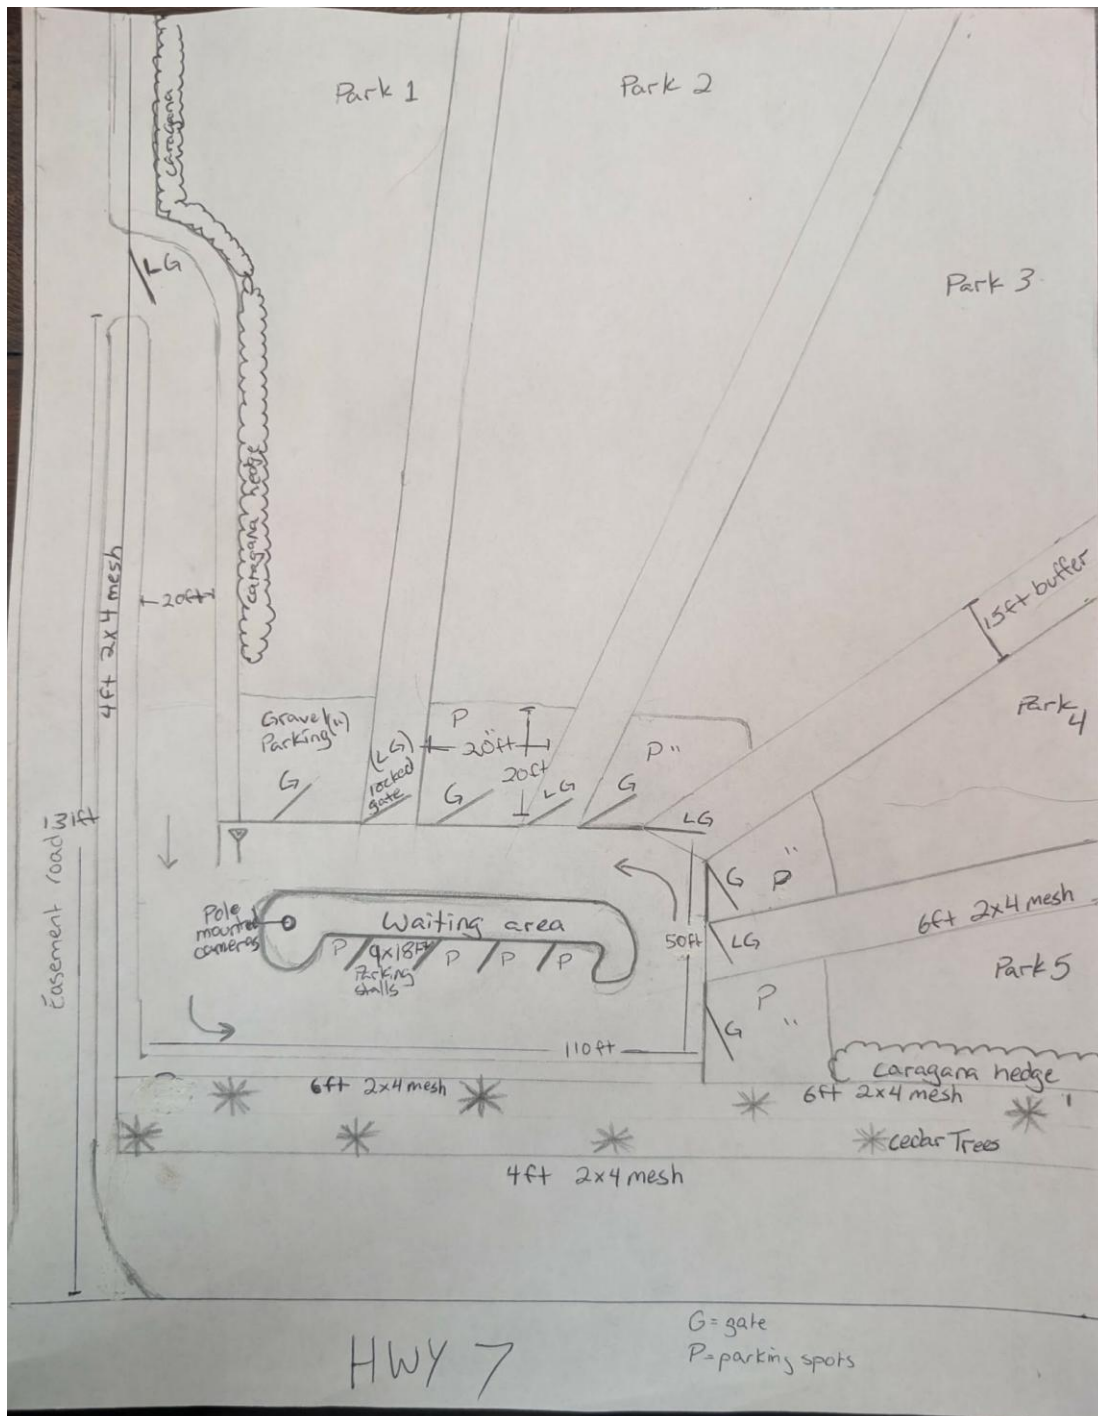 Caragana
Park 1
Park 2
Park 3
LG
caragana hedge
4ft 2x4 mesh
20ft
15ft buffer
Park
4
Gravel (")
Parking
G
(LG)
locked
gate
P
"
20ft
20ft
G
LG
P "
G
LG
Easement road
ft
Pole
mounted
cameras
Waiting area
P
9x18ft
Parking
stalls
P
P
P
50ft
G
P "
LG
6ft 2x4 mesh
Park 5
P
"
G
110ft
caragana hedge
6ft 2x4 mesh
6ft 2x4 mesh
cedar Trees
4ft 2x4 mesh
HWY 7
G=gate
P=parking spots